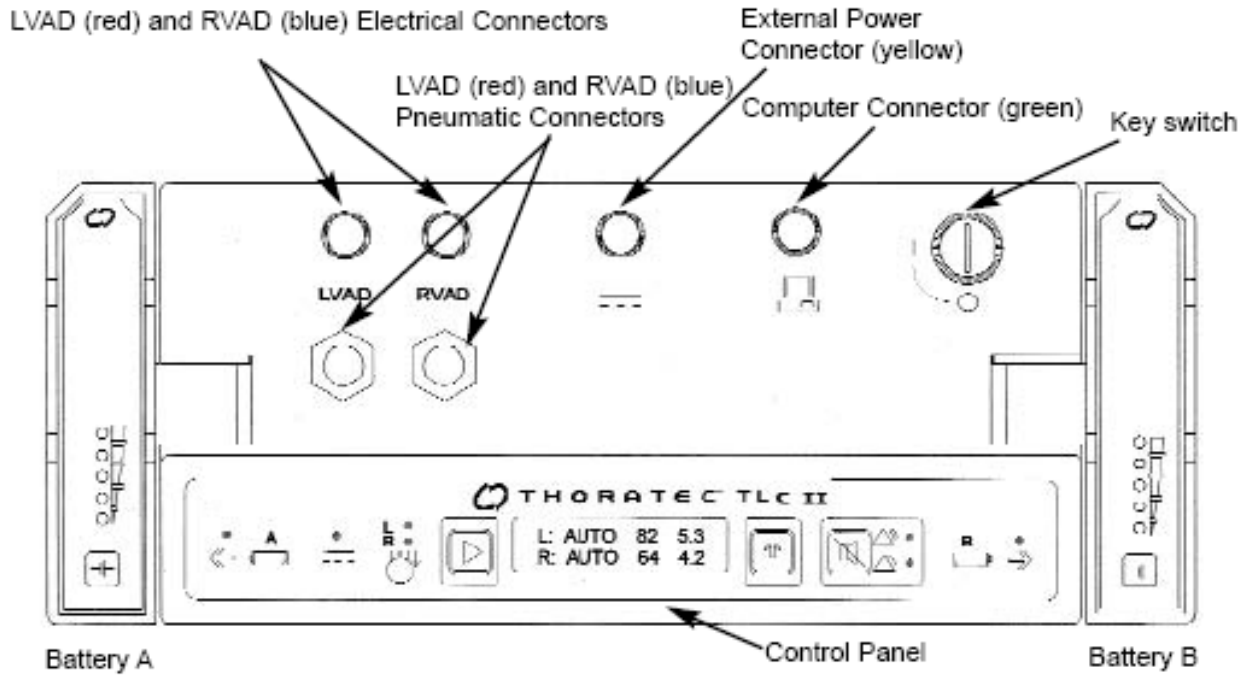 LVAD (red) and RVAD (blue) Electrical Connectors
External Power
Connector (yellow)
LVAD (red) and RVAD (blue)
Pneumatic Connectors
Computer Connector (green)
Key switch
LVAD RVAD
THORATEC TLC II
L: AUTO 82 5.3
R: AUTO 64 4.2
A
L
R
B
Battery A
Control Panel
Battery B